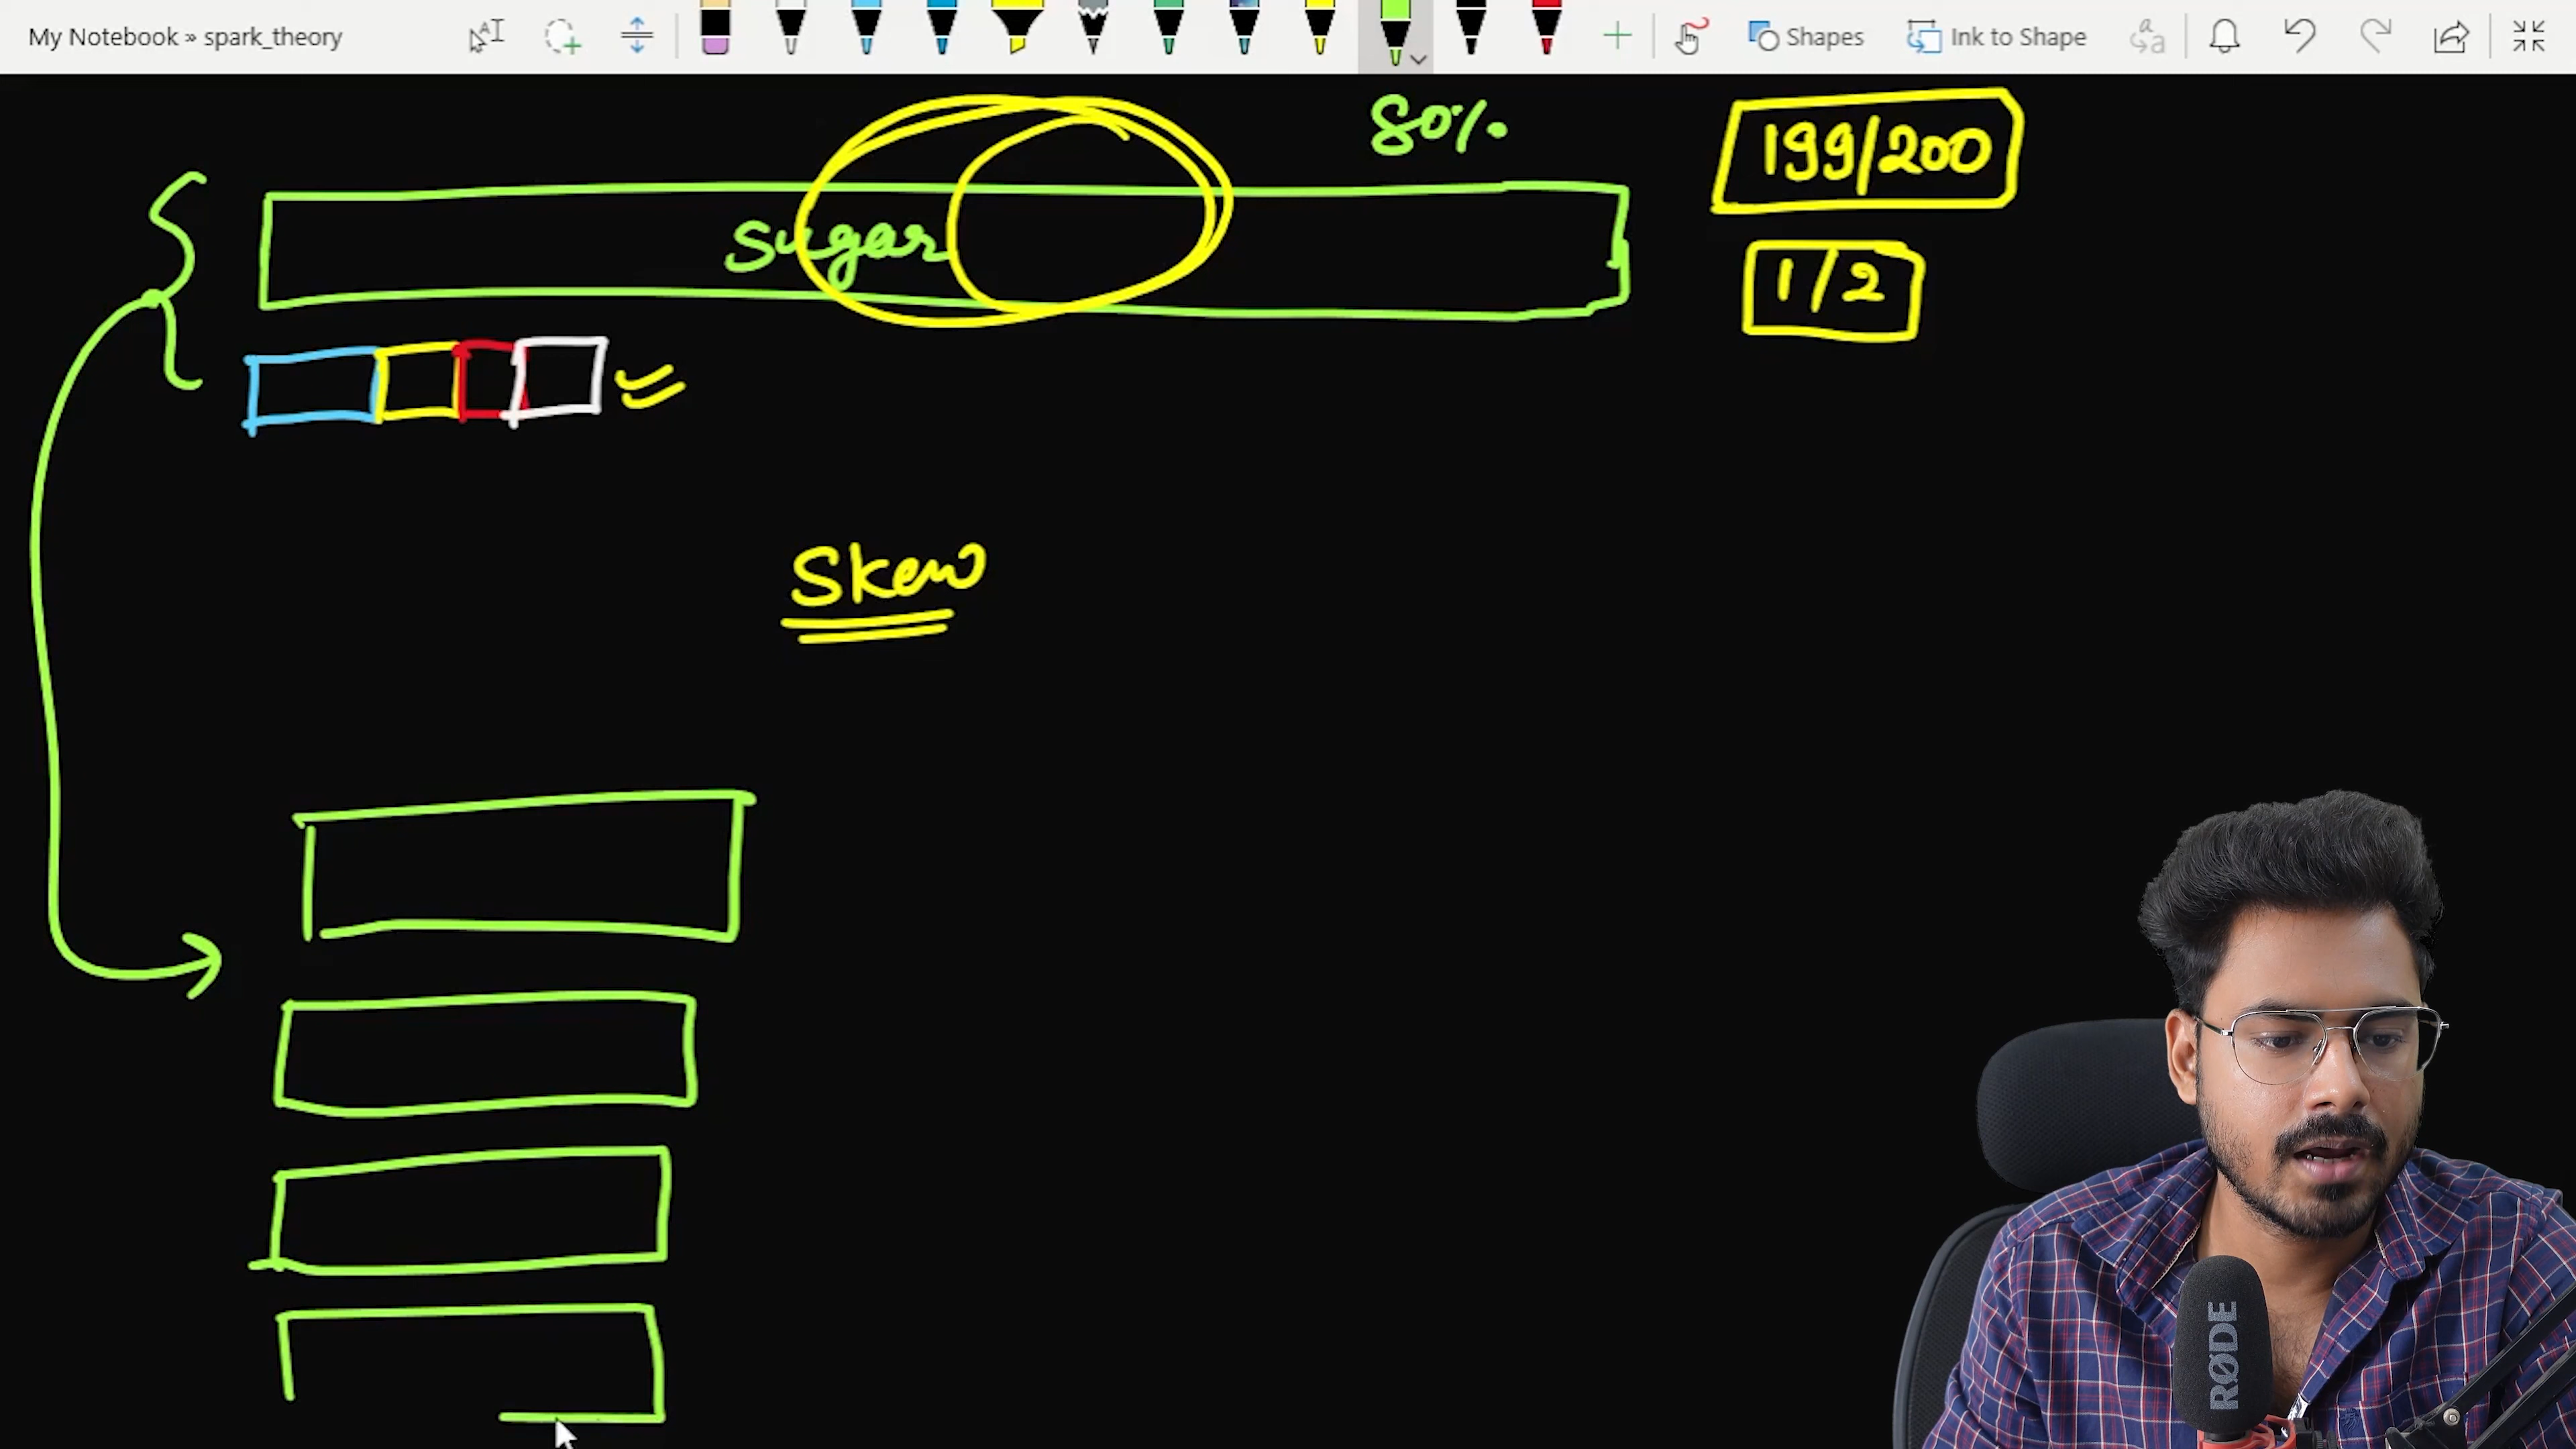 My Notebook » spark_theory
Shapes
Ink to Shape
80%
199/200
sugar
1/2
Skew
RØDE